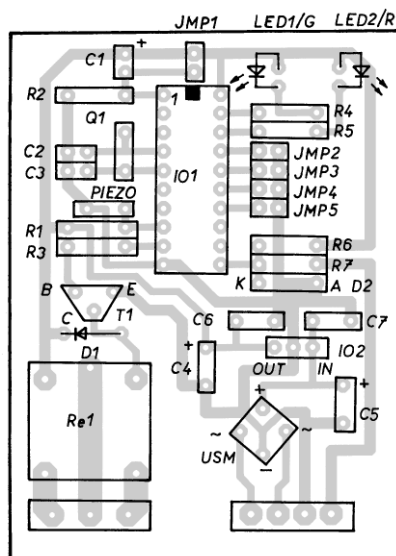 JMP1 LED1/G LED2/R
C1 +
R2 1 R4
Q1 R5
C2 JMP2
C3 IO1 JMP3
PIEZO JMP4
R1 JMP5
R3 R6
R7
B E K A D2
C T1 C6 C7
D1 + IO2
C4 OUT IN
Re1 + +
~ ~ C5
USM −